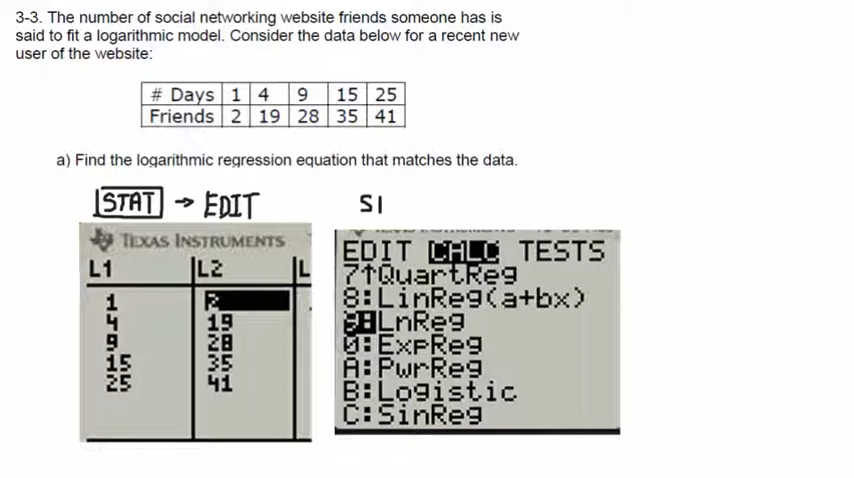 3-3. The number of social networking website friends someone has is
said to fit a logarithmic model. Consider the data below for a recent new
user of the website:
# Days 1 4 9 15 25
Friends 2 19 28 35 41
a) Find the logarithmic regression equation that matches the data.
STAT → EDIT
TEXAS INSTRUMENTS
L1 L2 L
1 2
4 19
9 28
15 35
25 41
SI
EDIT CALC TESTS
7↑QuartReg
8:LinReg(a+bx)
9:LnReg
0:ExpReg
A:PwrReg
B:Logistic
C:SinReg